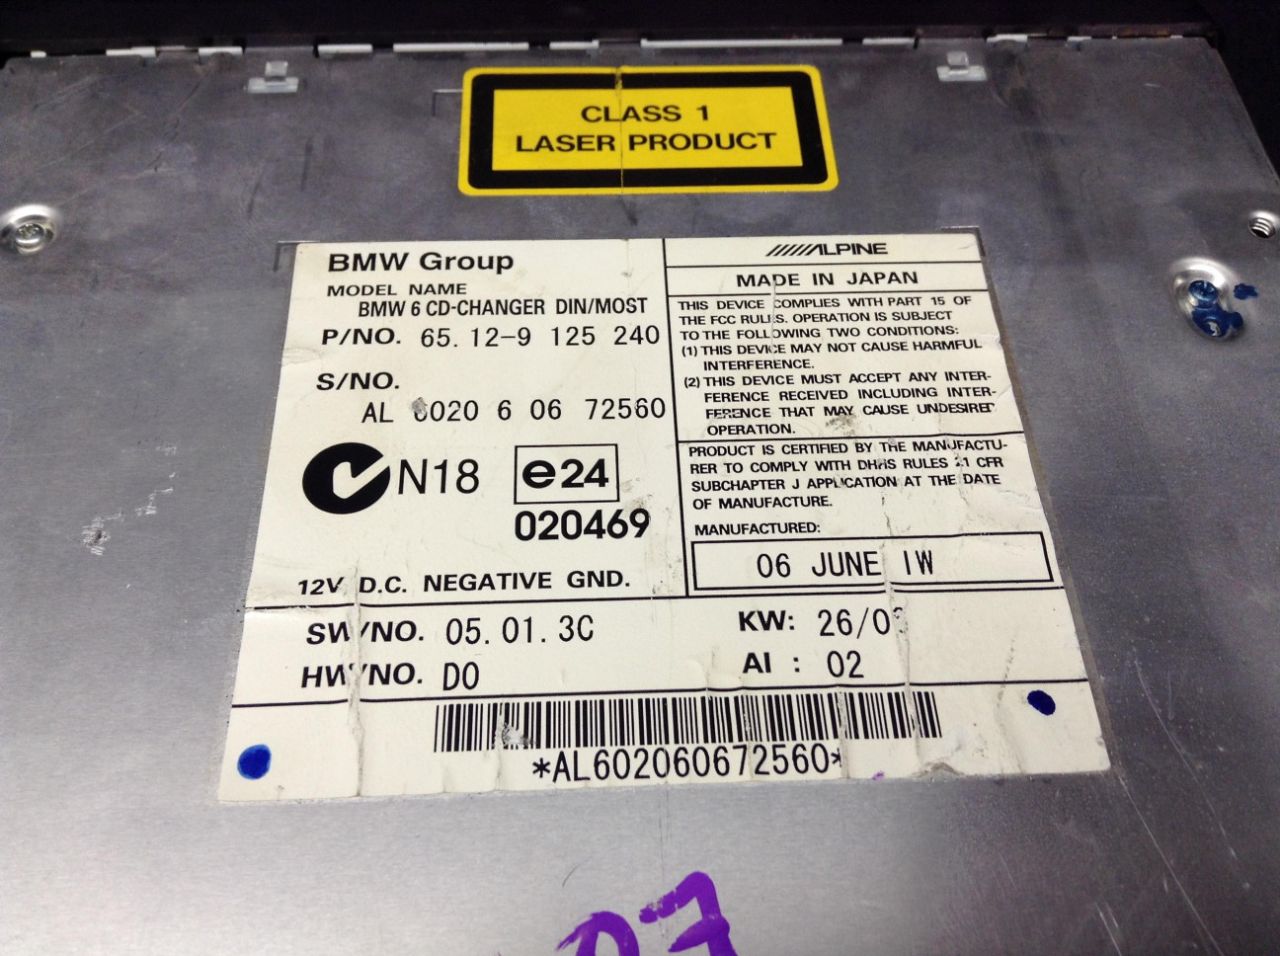 CLASS 1
LASER PRODUCT
BMW Group
MODEL NAME
BMW 6 CD-CHANGER DIN/MOST
P/NO. 65. 12-9 125 240
S/NO.
AL 6020 6 06 72560
N18
e24
020469
12V D.C. NEGATIVE GND.
ALPINE
MADE IN JAPAN
THIS DEVICE COMPLIES WITH PART 15 OF
THE FCC RULES. OPERATION IS SUBJECT
TO THE FOLLOWING TWO CONDITIONS:
(1) THIS DEVICE MAY NOT CAUSE HARMFUL
INTERFERENCE.
(2) THIS DEVICE MUST ACCEPT ANY INTER-
FERENCE RECEIVED INCLUDING INTER-
FERENCE THAT MAY CAUSE UNDESIRED
OPERATION.
PRODUCT IS CERTIFIED BY THE MANUFACTU-
RER TO COMPLY WITH DHHS RULES 21 CFR
SUBCHAPTER J APPLICATION AT THE DATE
OF MANUFACTURE.
MANUFACTURED:
06 JUNE IW
SW/NO. 05. 01. 3C
KW:
HW/NO. D0
AI : 02
*AL602060672560*
07